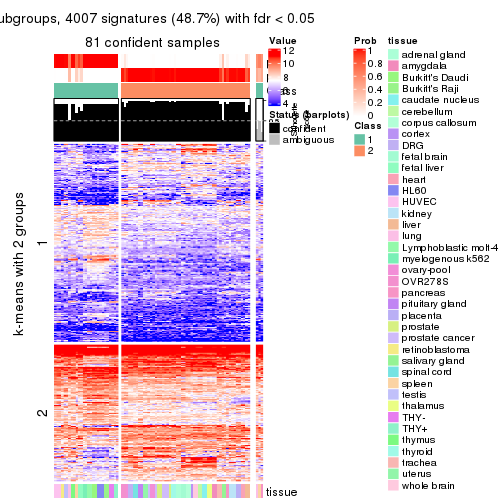 ubgroups, 4007 signatures (48.7%) with fdr < 0.05
81 confident samples
k-means with 2 groups
1
2
tissue
Value
12
10
8
6
4
Status (barplots)
confident
ambiguous
Prob
1
0.8
0.6
0.4
0.2
0
Class
1
2
tissue
adrenal gland
amygdala
Burkitt's Daudi
Burkitt's Raji
caudate nucleus
cerebellum
corpus callosum
cortex
DRG
fetal brain
fetal liver
heart
HL60
HUVEC
kidney
liver
lung
Lymphoblastic molt-4
myelogenous k562
ovary-pool
OVR278S
pancreas
pituitary gland
placenta
prostate
prostate cancer
retinoblastoma
salivary gland
spinal cord
spleen
testis
thalamus
THY-
THY+
thymus
thyroid
trachea
uterus
whole brain